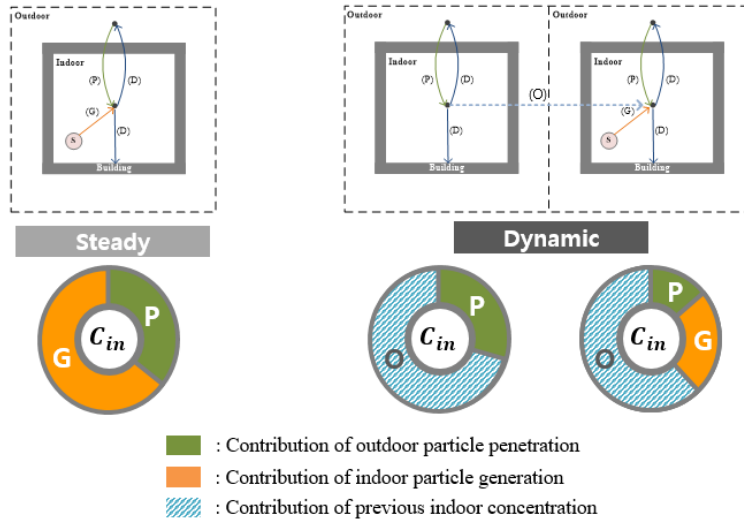 Outdoor
Indoor
(P)
(D)
(G)
(D)
S
Building
Outdoor
Indoor
(P)
(D)
(D)
Building
(O)
Outdoor
Indoor
(P)
(D)
(G)
(D)
S
Building
Steady
Dynamic
P
G
C_in
P
O
C_in
P
O
G
C_in
: Contribution of outdoor particle penetration
: Contribution of indoor particle generation
: Contribution of previous indoor concentration